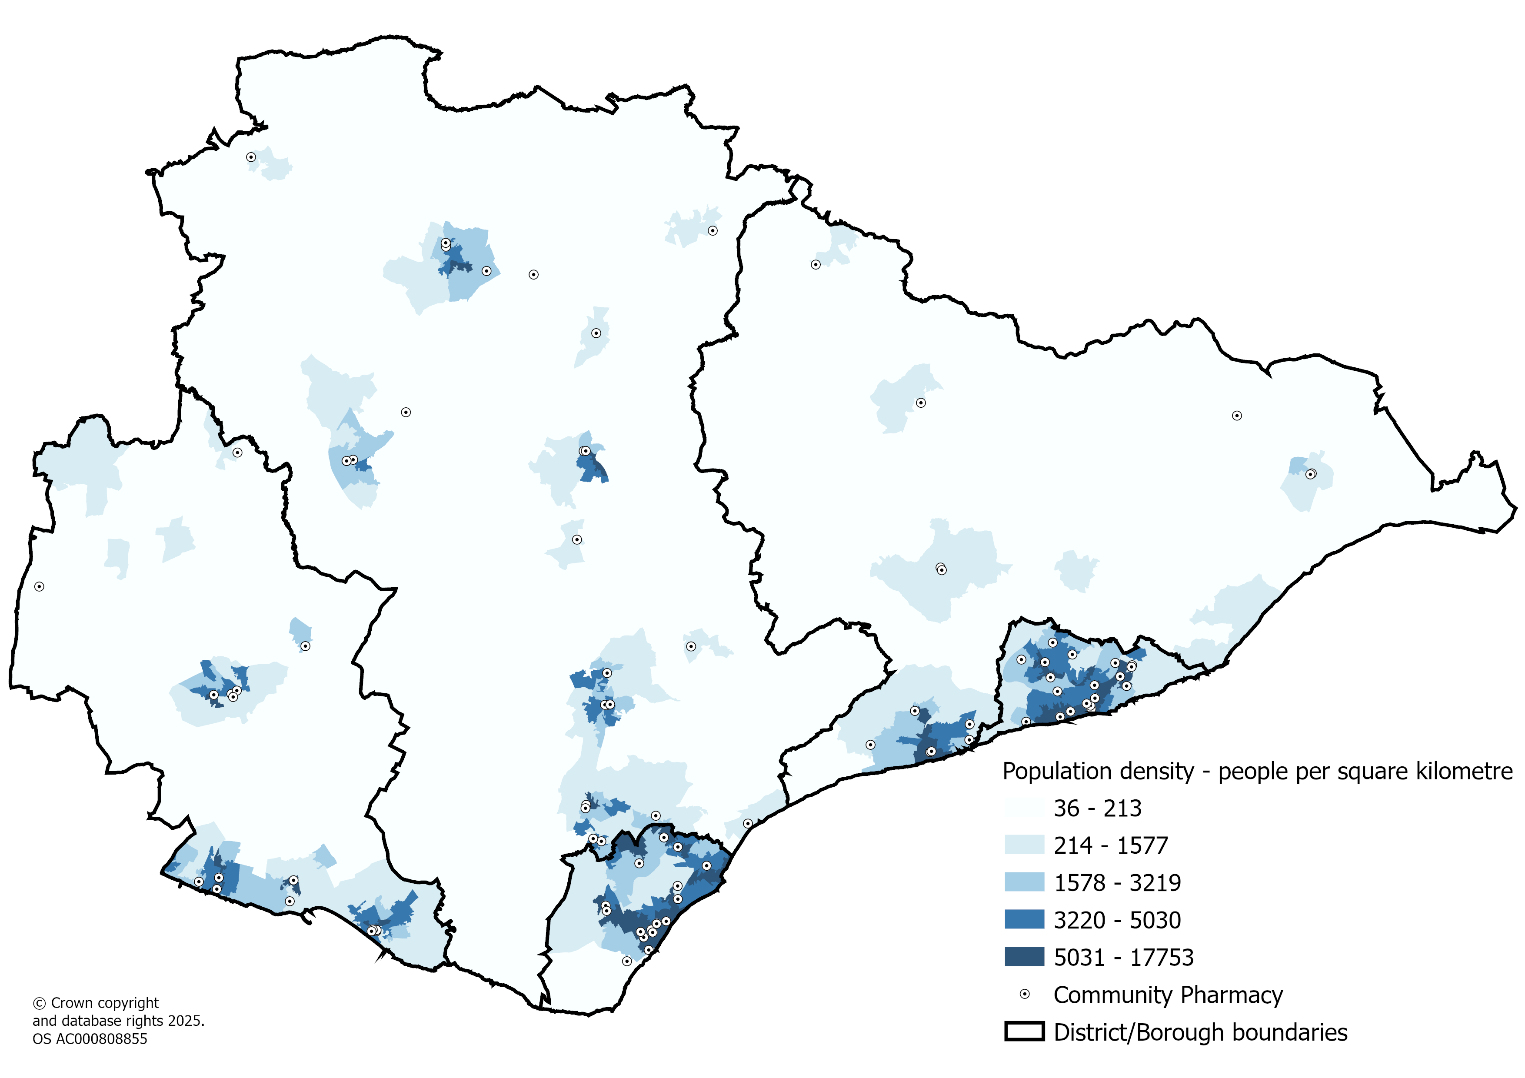 Population density - people per square kilometre
36 - 213
214 - 1577
1578 - 3219
3220 - 5030
5031 - 17753
Community Pharmacy
District/Borough boundaries
© Crown copyright
and database rights 2025.
OS AC000808855